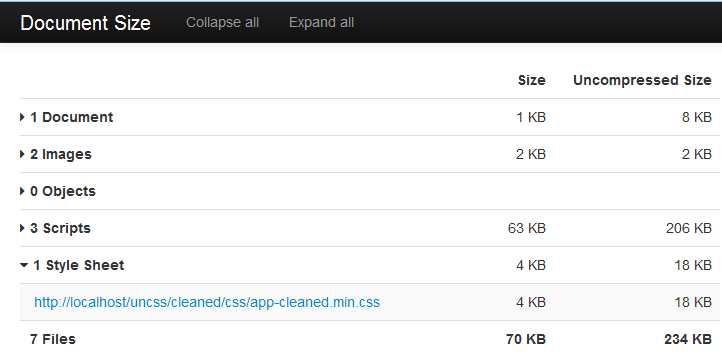 Document Size Collapse all Expand all
Size Uncompressed Size
1 Document 1 KB 8 KB
2 Images 2 KB 2 KB
0 Objects
3 Scripts 63 KB 206 KB
1 Style Sheet 4 KB 18 KB
http://localhost/uncss/cleaned/css/app-cleaned.min.css 4 KB 18 KB
7 Files 70 KB 234 KB